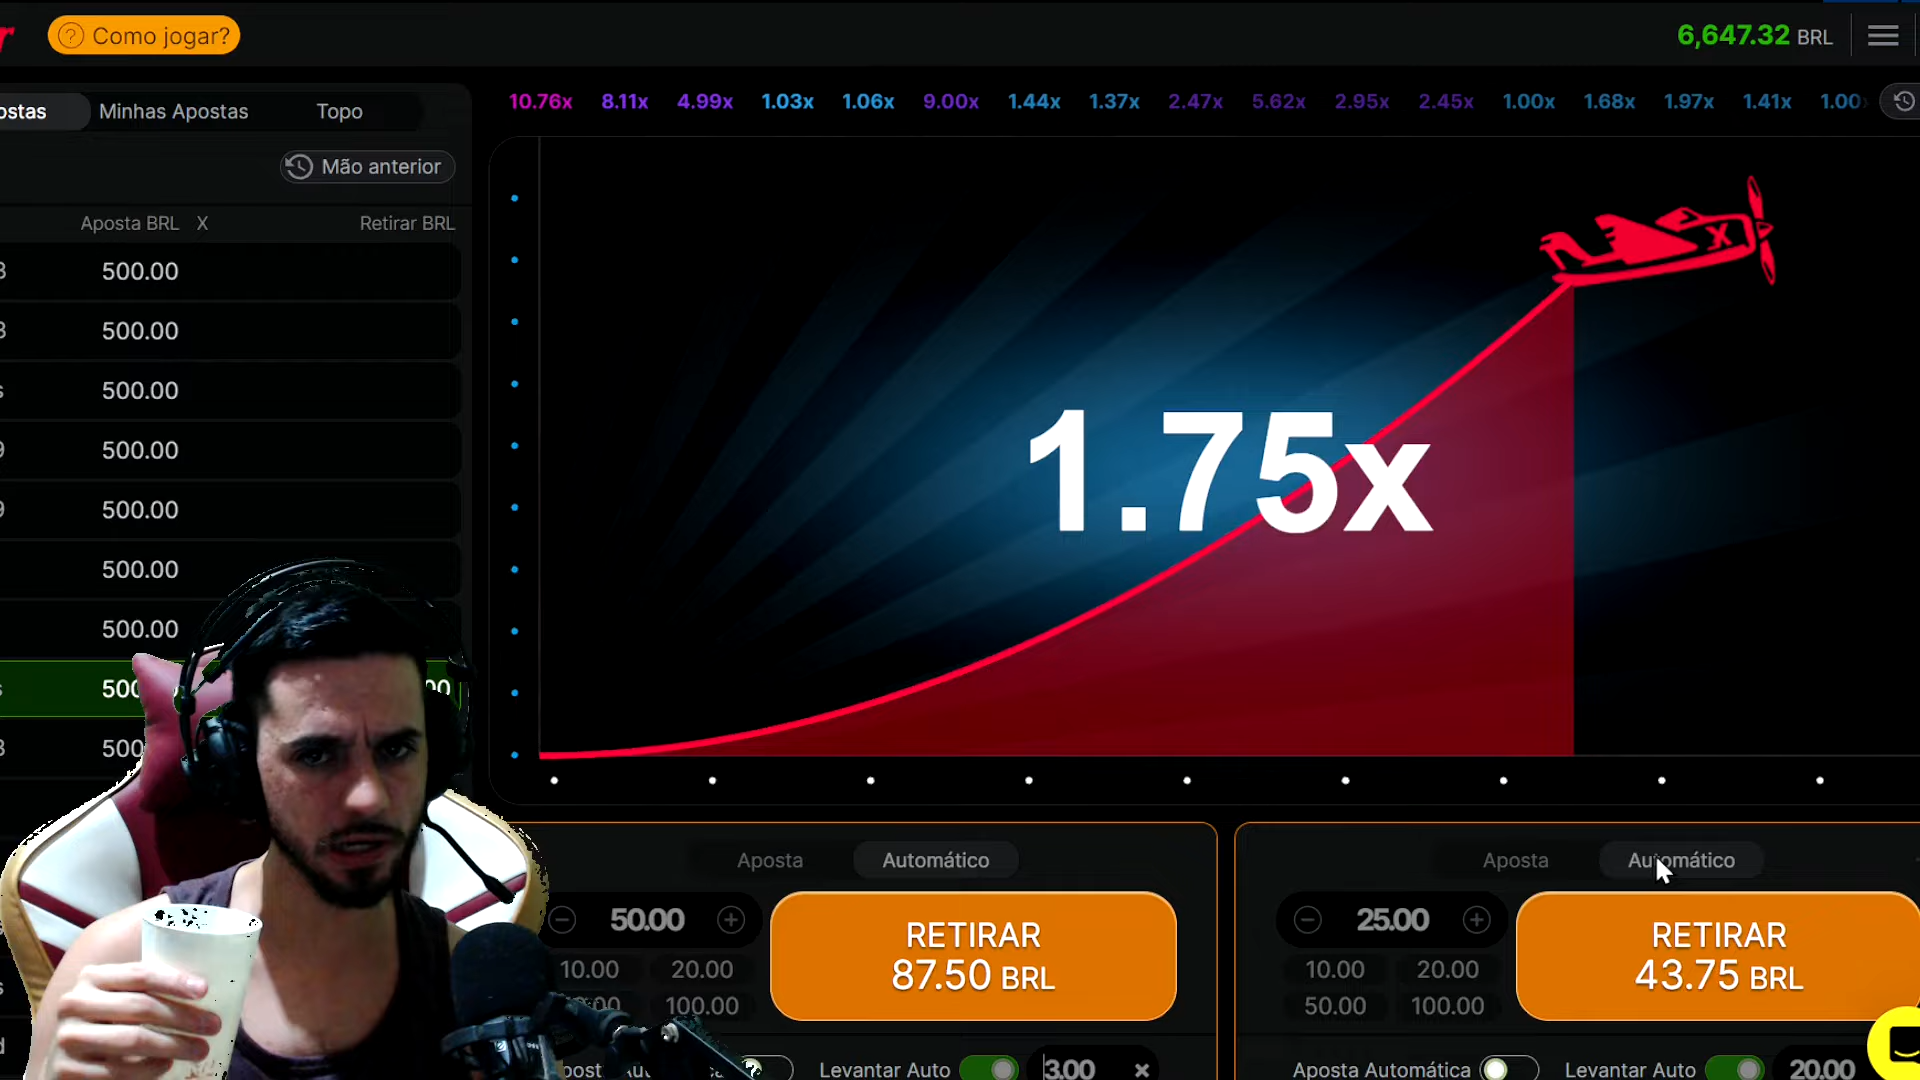 Como jogar?
6,647.32 BRL
Minhas Apostas
Topo
10.76x 8.11x 4.99x 1.03x 1.06x 9.00x 1.44x 1.37x 2.47x 5.62x 2.95x 2.45x 1.00x 1.68x 1.97x 1.41x 1.00
Mão anterior
Aposta BRL X Retirar BRL
500.00
500.00
500.00
500.00
500.00
500.00
500.00
500
X
1.75x
Aposta Automático
50.00
10.00 20.00
100.00
RETIRAR
87.50 BRL
Levantar Auto
3.00
Aposta Automático
25.00
10.00 20.00
50.00 100.00
RETIRAR
43.75 BRL
Aposta Automática
Levantar Auto
20.00